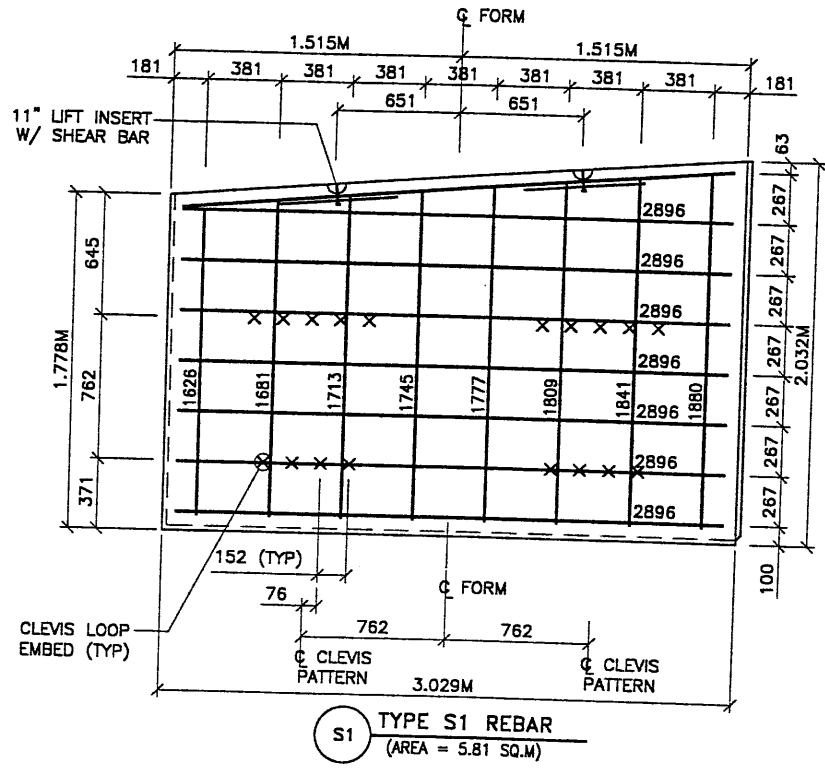 ℄ FORM
1.515M 1.515M
181 381 381 381 381 381 381 381 181
651 651
11" LIFT INSERT
W/ SHEAR BAR
63
267
267
267
267
267
267
267
100
2.032M
645
762
371
1.778M
2896
2896
2896
2896
2896
2896
2896
1626 1681 1713 1745 1777 1809 1841 1880
152 (TYP)
76
℄ FORM
CLEVIS LOOP
EMBED (TYP)
762 762
℄ CLEVIS
PATTERN
℄ CLEVIS
PATTERN
3.029M
S1 TYPE S1 REBAR
(AREA = 5.81 SQ.M)